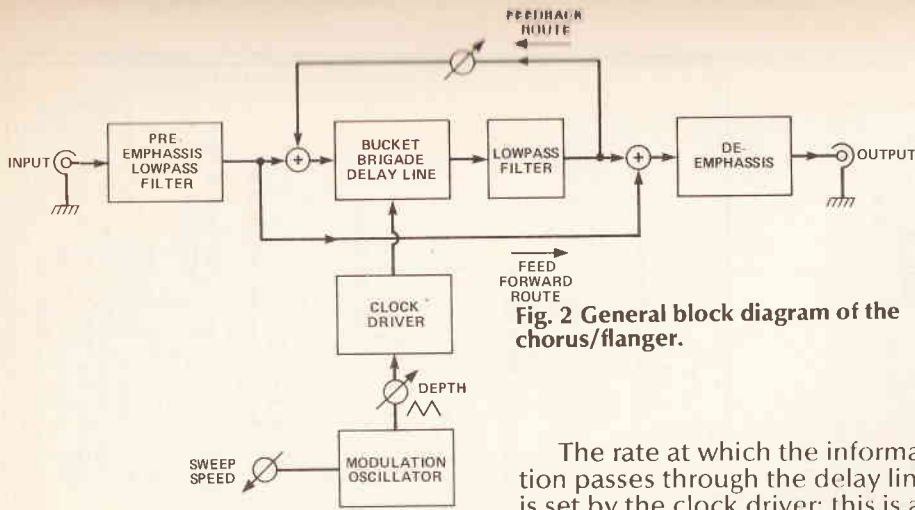 FEEDBACK
ROUTE
INPUT
PRE-
EMPHASSIS
LOWPASS
FILTER
BUCKET
BRIGADE
DELAY LINE
LOWPASS
FILTER
DE-
EMPHASIS
OUTPUT
FEED
FORWARD
ROUTE
CLOCK
DRIVER
Fig. 2 General block diagram of the
chorus/flanger.
DEPTH
SWEEP
SPEED
MODULATION
OSCILLATOR
The rate at which the informa
tion passes through the delay lin
is set by the clock driver; this is a